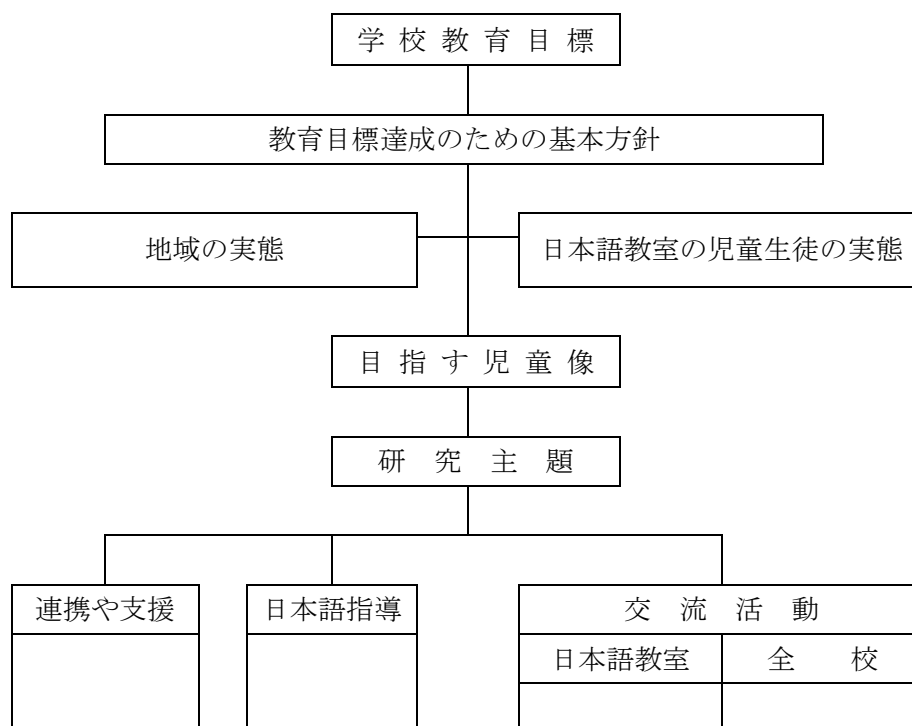 学校教育目標
教育目標達成のための基本方針
地域の実態
日本語教室の児童生徒の実態
目指す児童像
研究主題
連携や支援
日本語指導
交流活動
日本語教室
全校